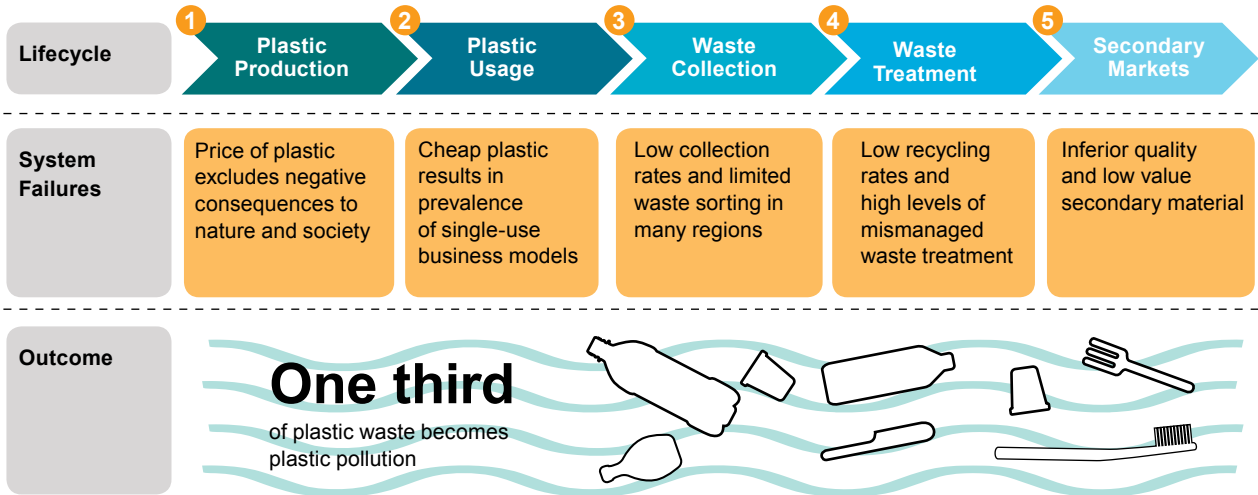 Lifecycle
1
Plastic
Production
2
Plastic
Usage
3
Waste
Collection
4
Waste
Treatment
5
Secondary
Markets
System
Failures
Price of plastic
excludes negative
consequences to
nature and society
Cheap plastic
results in
prevalence
of single-use
business models
Low collection
rates and limited
waste sorting in
many regions
Low recycling
rates and
high levels of
mismanaged
waste treatment
Inferior quality
and low value
secondary material
Outcome
One third
of plastic waste becomes
plastic pollution